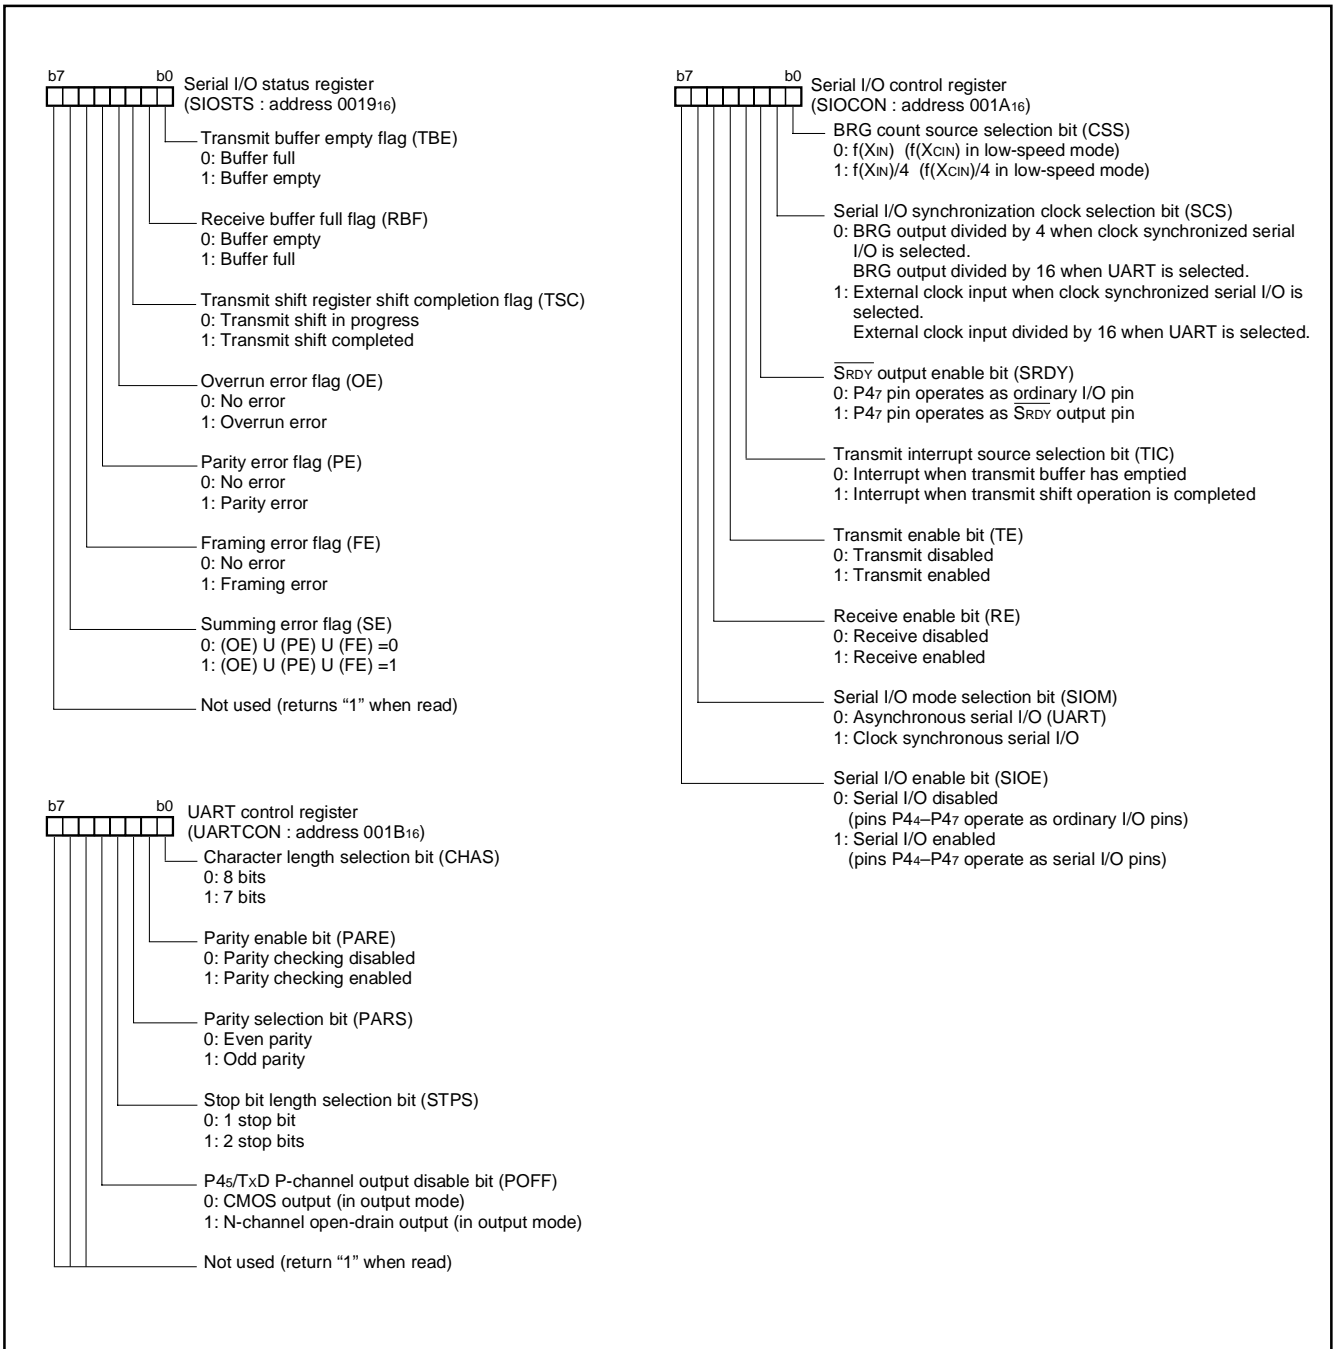 b7 b0
Serial I/O status register
(SIOSTS : address 001916)
Transmit buffer empty flag (TBE)
0: Buffer full
1: Buffer empty
Receive buffer full flag (RBF)
0: Buffer empty
1: Buffer full
Transmit shift register shift completion flag (TSC)
0: Transmit shift in progress
1: Transmit shift completed
Overrun error flag (OE)
0: No error
1: Overrun error
Parity error flag (PE)
0: No error
1: Parity error
Framing error flag (FE)
0: No error
1: Framing error
Summing error flag (SE)
0: (OE) U (PE) U (FE) =0
1: (OE) U (PE) U (FE) =1
Not used (returns “1” when read)
b7 b0
UART control register
(UARTCON : address 001B16)
Character length selection bit (CHAS)
0: 8 bits
1: 7 bits
Parity enable bit (PARE)
0: Parity checking disabled
1: Parity checking enabled
Parity selection bit (PARS)
0: Even parity
1: Odd parity
Stop bit length selection bit (STPS)
0: 1 stop bit
1: 2 stop bits
P45/TxD P-channel output disable bit (POFF)
0: CMOS output (in output mode)
1: N-channel open-drain output (in output mode)
Not used (return “1” when read)
b7 b0
Serial I/O control register
(SIOCON : address 001A16)
BRG count source selection bit (CSS)
0: f(XIN) (f(XCIN) in low-speed mode)
1: f(XIN)/4 (f(XCIN)/4 in low-speed mode)
Serial I/O synchronization clock selection bit (SCS)
0: BRG output divided by 4 when clock synchronized serial
I/O is selected.
BRG output divided by 16 when UART is selected.
1: External clock input when clock synchronized serial I/O is
selected.
External clock input divided by 16 when UART is selected.
SRDY output enable bit (SRDY)
0: P47 pin operates as ordinary I/O pin
1: P47 pin operates as SRDY output pin
Transmit interrupt source selection bit (TIC)
0: Interrupt when transmit buffer has emptied
1: Interrupt when transmit shift operation is completed
Transmit enable bit (TE)
0: Transmit disabled
1: Transmit enabled
Receive enable bit (RE)
0: Receive disabled
1: Receive enabled
Serial I/O mode selection bit (SIOM)
0: Asynchronous serial I/O (UART)
1: Clock synchronous serial I/O
Serial I/O enable bit (SIOE)
0: Serial I/O disabled
(pins P44–P47 operate as ordinary I/O pins)
1: Serial I/O enabled
(pins P44–P47 operate as serial I/O pins)